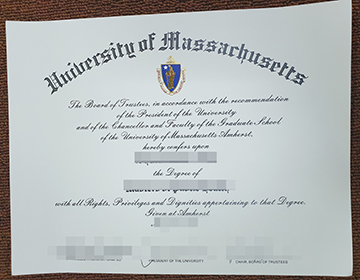 University of Massachusetts
The Board of Trustees, in accordance with the recommendation
of the President of the University
and of the Chancellor and Faculty of the Graduate School
of the University of Massachusetts Amherst,
hereby confers upon
the Degree of
with all Rights, Privileges and Dignities appertaining to that Degree.
Given at Amherst
PRESIDENT OF THE UNIVERSITY
CHAIR, BOARD OF TRUSTEES